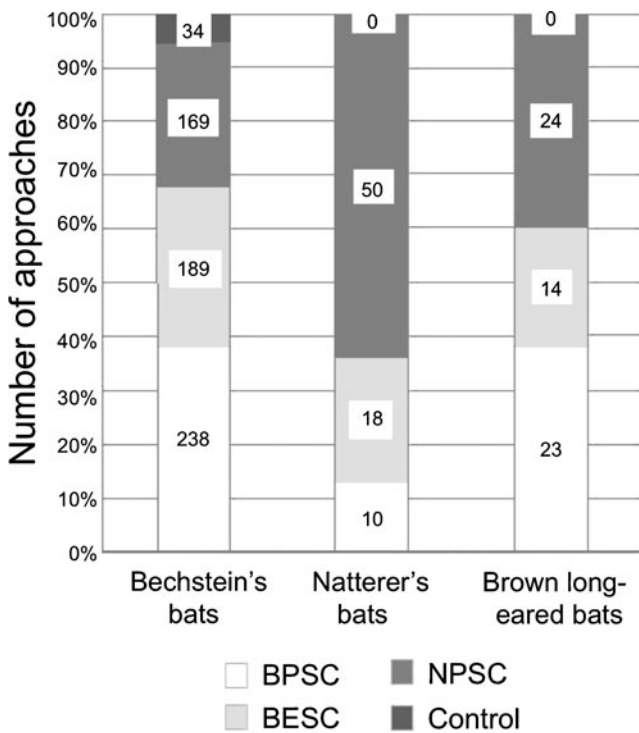 Number of approaches
100%
90%
80%
70%
60%
50%
40%
30%
20%
10%
0%
34
169
189
238
0
50
18
10
0
24
14
23
Bechstein's
bats
Natterer's
bats
Brown long-
eared bats
BPSC
NPSC
BESC
Control